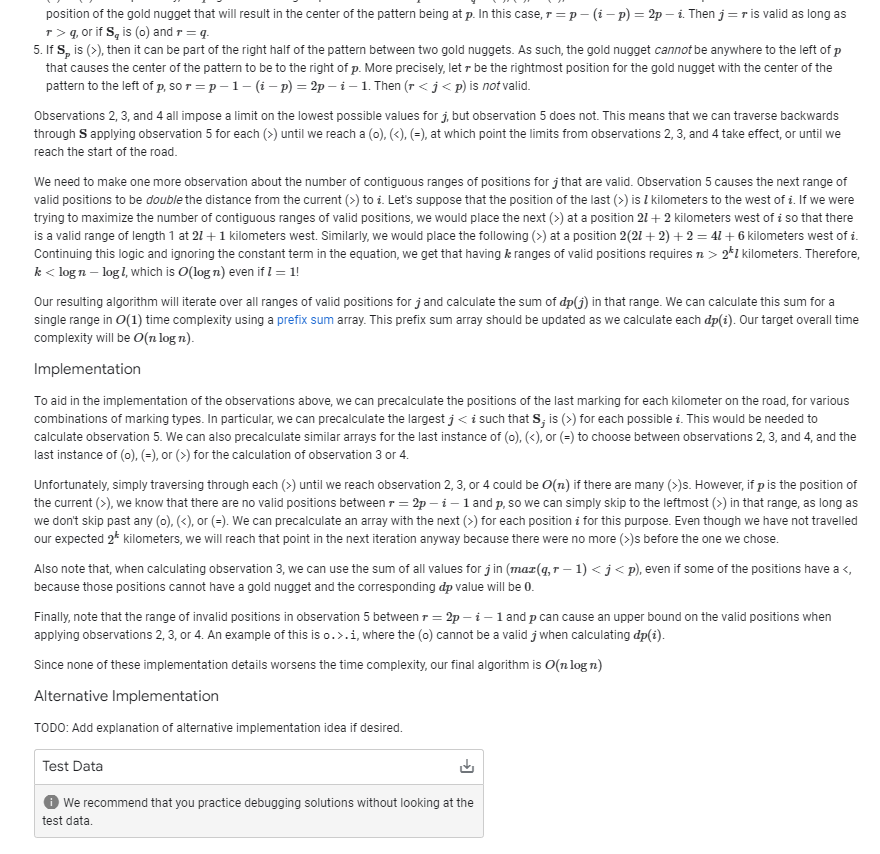 position of the gold nugget that will result in the center of the pattern being at p. In this case, r = p − (i − p) = 2p − i. Then j = r is valid as long as
r > q, or if S_q is (o) and r = q.
5. If S_p is (>), then it can be part of the right half of the pattern between two gold nuggets. As such, the gold nugget cannot be anywhere to the left of p
that causes the center of the pattern to be to the right of p. More precisely, let r be the rightmost position for the gold nugget with the center of the
pattern to the left of p, so r = p − 1 − (i − p) = 2p − i − 1. Then (r < j < p) is not valid.
Observations 2, 3, and 4 all impose a limit on the lowest possible values for j, but observation 5 does not. This means that we can traverse backwards
through S applying observation 5 for each (>) until we reach a (o), (<), (=), at which point the limits from observations 2, 3, and 4 take effect, or until we
reach the start of the road.
We need to make one more observation about the number of contiguous ranges of positions for j that are valid. Observation 5 causes the next range of
valid positions to be double the distance from the current (>) to i. Let's suppose that the position of the last (>) is l kilometers to the west of i. If we were
trying to maximize the number of contiguous ranges of valid positions, we would place the next (>) at a position 2l + 2 kilometers west of i so that there
is a valid range of length 1 at 2l + 1 kilometers west. Similarly, we would place the following (>) at a position 2(2l + 2) + 2 = 4l + 6 kilometers west of i.
Continuing this logic and ignoring the constant term in the equation, we get that having k ranges of valid positions requires n > 2^k l kilometers. Therefore,
k < log n − log l, which is O(log n) even if l = 1!
Our resulting algorithm will iterate over all ranges of valid positions for j and calculate the sum of dp(j) in that range. We can calculate this sum for a
single range in O(1) time complexity using a prefix sum array. This prefix sum array should be updated as we calculate each dp(i). Our target overall time
complexity will be O(n log n).
Implementation
To aid in the implementation of the observations above, we can precalculate the positions of the last marking for each kilometer on the road, for various
combinations of marking types. In particular, we can precalculate the largest j < i such that S_j is (>) for each possible i. This would be needed to
calculate observation 5. We can also precalculate similar arrays for the last instance of (o), (<), or (=) to choose between observations 2, 3, and 4, and the
last instance of (o), (=), or (>) for the calculation of observation 3 or 4.
Unfortunately, simply traversing through each (>) until we reach observation 2, 3, or 4 could be O(n) if there are many (>)s. However, if p is the position of
the current (>), we know that there are no valid positions between r = 2p − i − 1 and p, so we can simply skip to the leftmost (>) in that range, as long as
we don't skip past any (o), (<), or (=). We can precalculate an array with the next (>) for each position i for this purpose. Even though we have not travelled
our expected 2^k kilometers, we will reach that point in the next iteration anyway because there were no more (>)s before the one we chose.
Also note that, when calculating observation 3, we can use the sum of all values for j in (max(q, r − 1) < j < p), even if some of the positions have a <,
because those positions cannot have a gold nugget and the corresponding dp value will be 0.
Finally, note that the range of invalid positions in observation 5 between r = 2p − i − 1 and p can cause an upper bound on the valid positions when
applying observations 2, 3, or 4. An example of this is o.>.i, where the (o) cannot be a valid j when calculating dp(i).
Since none of these implementation details worsens the time complexity, our final algorithm is O(n log n)
Alternative Implementation
TODO: Add explanation of alternative implementation idea if desired.
Test Data
We recommend that you practice debugging solutions without looking at the
test data.